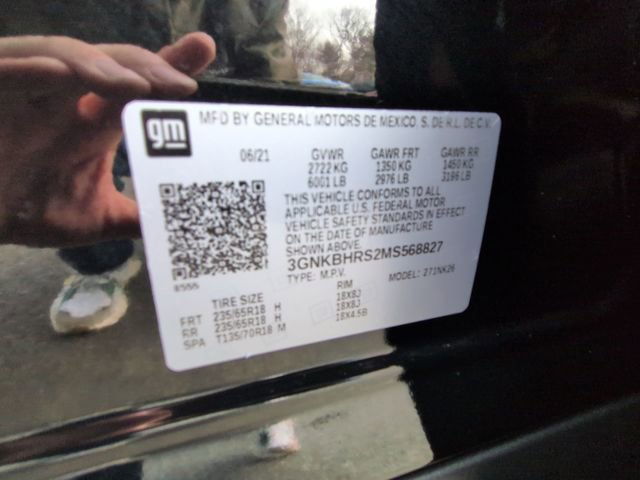 gm
MFD BY GENERAL MOTORS DE MEXICO, S. DE R.L. DE C.V.
06/21 GVWR GAWR FRT GAWR RR
2722 KG 1350 KG 1450 KG
6001 LB 2976 LB 3196 LB
THIS VEHICLE CONFORMS TO ALL
APPLICABLE U.S. FEDERAL MOTOR
VEHICLE SAFETY STANDARDS IN EFFECT
ON THE DATE OF MANUFACTURE
SHOWN ABOVE.
3GNKBHRS2MS568827
TYPE: M.P.V. MODEL: 271NK26
TIRE SIZE RIM
FRT 235/65R18 H 18X8J
RR 235/65R18 H 18X8J
SPA T135/70R18 M 18X4.5B